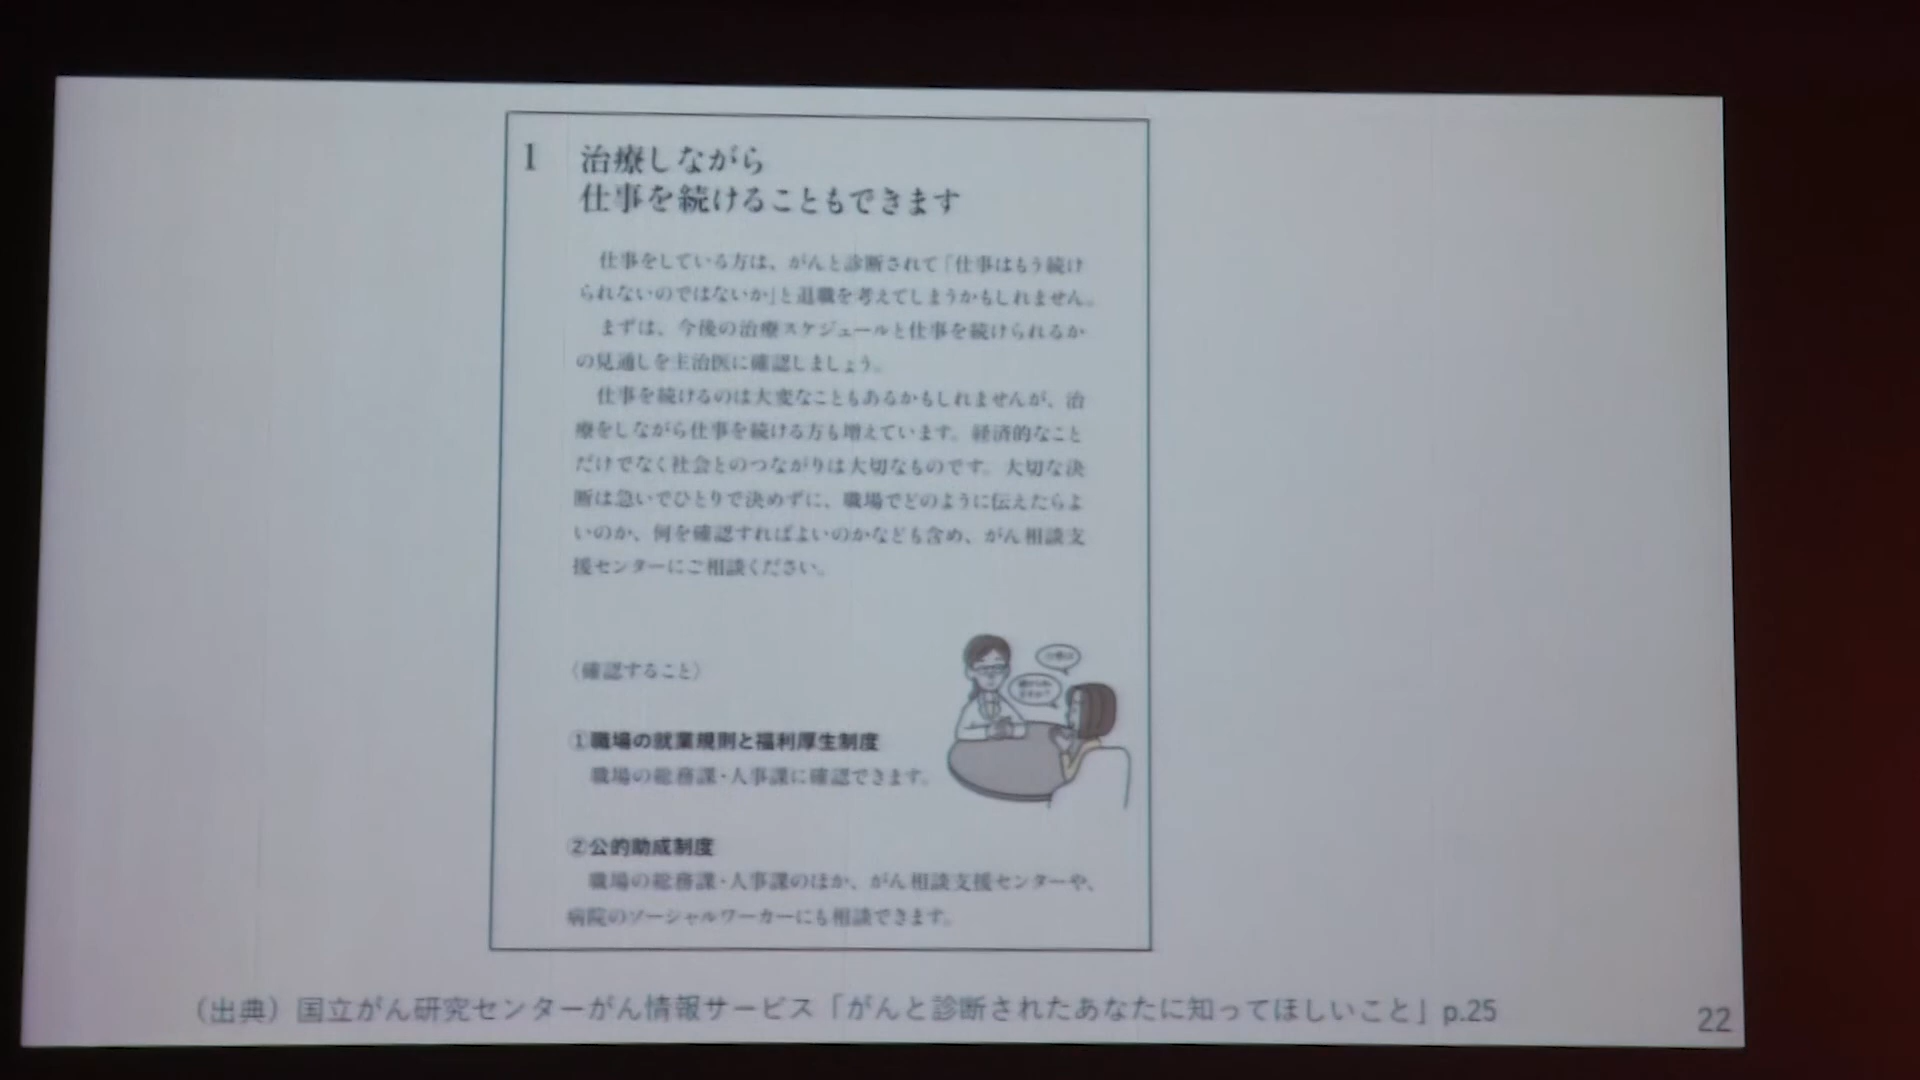 1 治療しながら
仕事を続けることもできます
仕事をしている方は、がんと診断されて「仕事はもう続け
られないのではないか」と退職を考えてしまうかもしれません。
まずは、今後の治療スケジュールと仕事を続けられるか
の見通しを主治医に確認しましょう。
仕事を続けるのは大変なこともあるかもしれませんが、治
療をしながら仕事を続ける方も増えています。経済的なこと
だけでなく社会とのつながりは大切なものです。大切な決
断は急いでひとりで決めずに、職場でどのように伝えたらよ
いのか、何を確認すればよいのかなども含め、がん相談支
援センターにご相談ください。
〈確認すること〉
①職場の就業規則と福利厚生制度
職場の総務課・人事課に確認できます。
②公的助成制度
職場の総務課・人事課のほか、がん相談支援センターや、
病院のソーシャルワーカーにも相談できます。
（出典）国立がん研究センターがん情報サービス「がんと診断されたあなたに知ってほしいこと」p.25
22